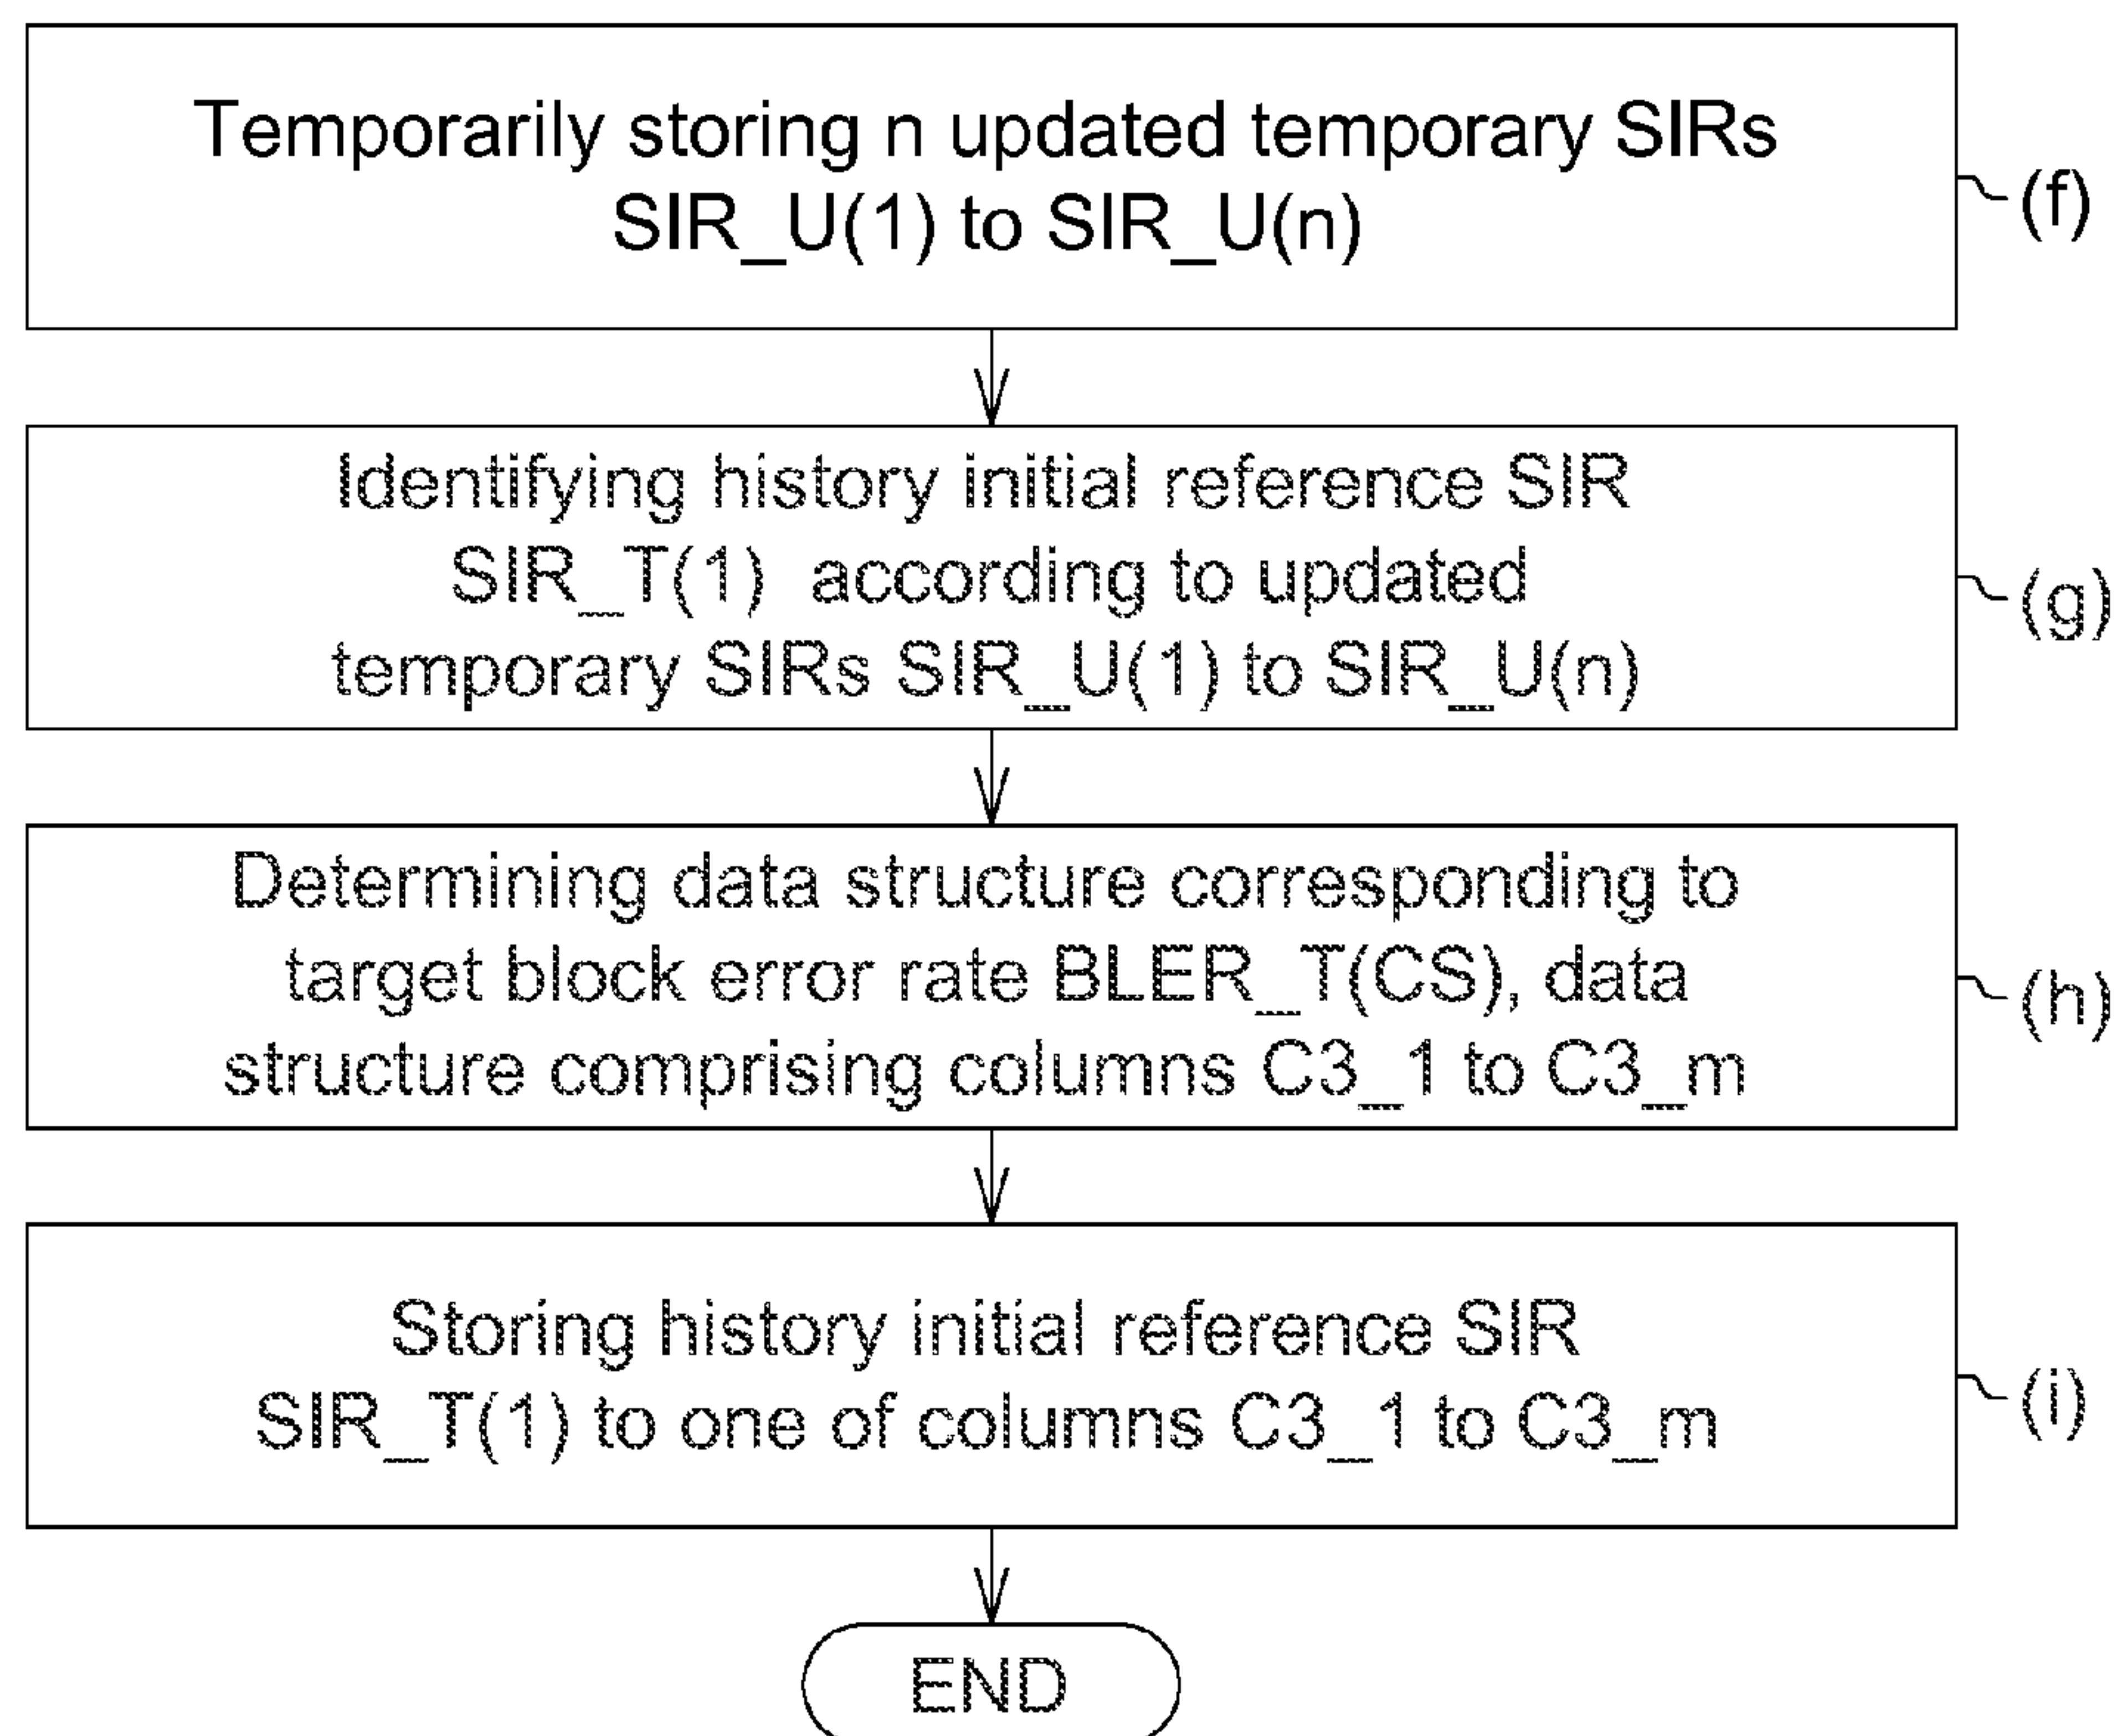 Temporarily storing n updated temporary SIRs
SIR_U(1) to SIR_U(n)
(f)
Identifying history initial reference SIR
SIR_T(1) according to updated
temporary SIRs SIR_U(1) to SIR_U(n)
(g)
Determining data structure corresponding to
target block error rate BLER_T(CS), data
structure comprising columns C3_1 to C3_m
(h)
Storing history initial reference SIR
SIR_T(1) to one of columns C3_1 to C3_m
(i)
END